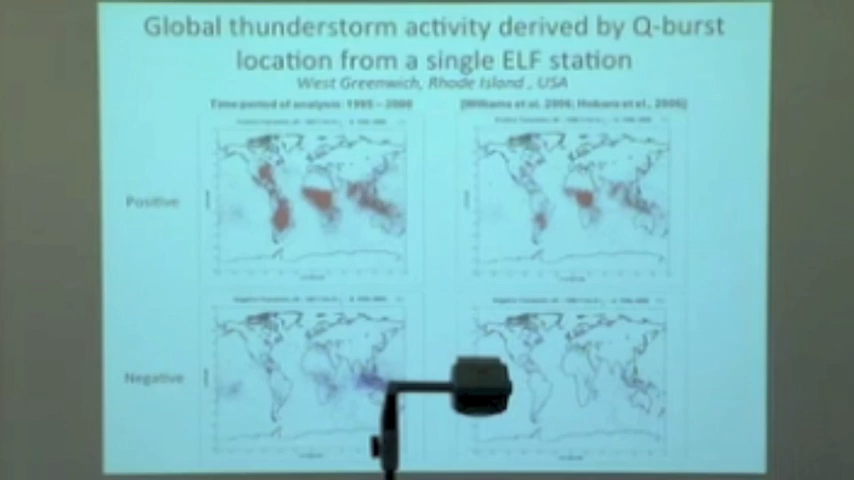 Global thunderstorm activity derived by Q-burst
location from a single ELF station
West Greenwich, Rhode Island , USA
Time period of analysis: 1995 – 2000 [Williams et al. 2006; Hobara et al., 2006]
Positive
Negative